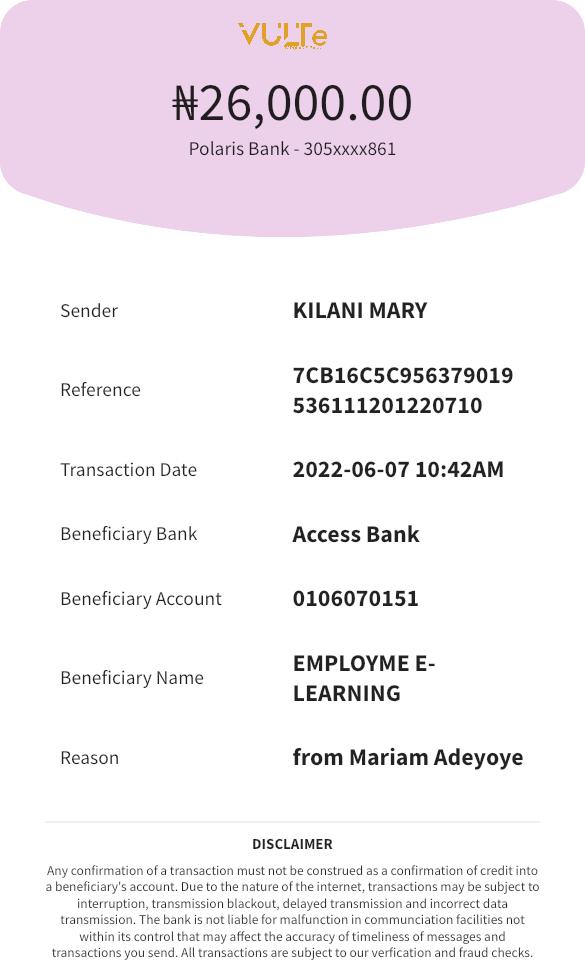 VULTe
₦26,000.00
Polaris Bank - 305xxxx861
Sender
KILANI MARY
Reference
7CB16C5C956379019
536111201220710
Transaction Date
2022-06-07 10:42AM
Beneficiary Bank
Access Bank
Beneficiary Account
0106070151
Beneficiary Name
EMPLOYME E-
LEARNING
Reason
from Mariam Adeyoye
DISCLAIMER
Any confirmation of a transaction must not be construed as a confirmation of credit into
a beneficiary's account. Due to the nature of the internet, transactions may be subject to
interruption, transmission blackout, delayed transmission and incorrect data
transmission. The bank is not liable for malfunction in communciation facilities not
within its control that may affect the accuracy of timeliness of messages and
transactions you send. All transactions are subject to our verfication and fraud checks.